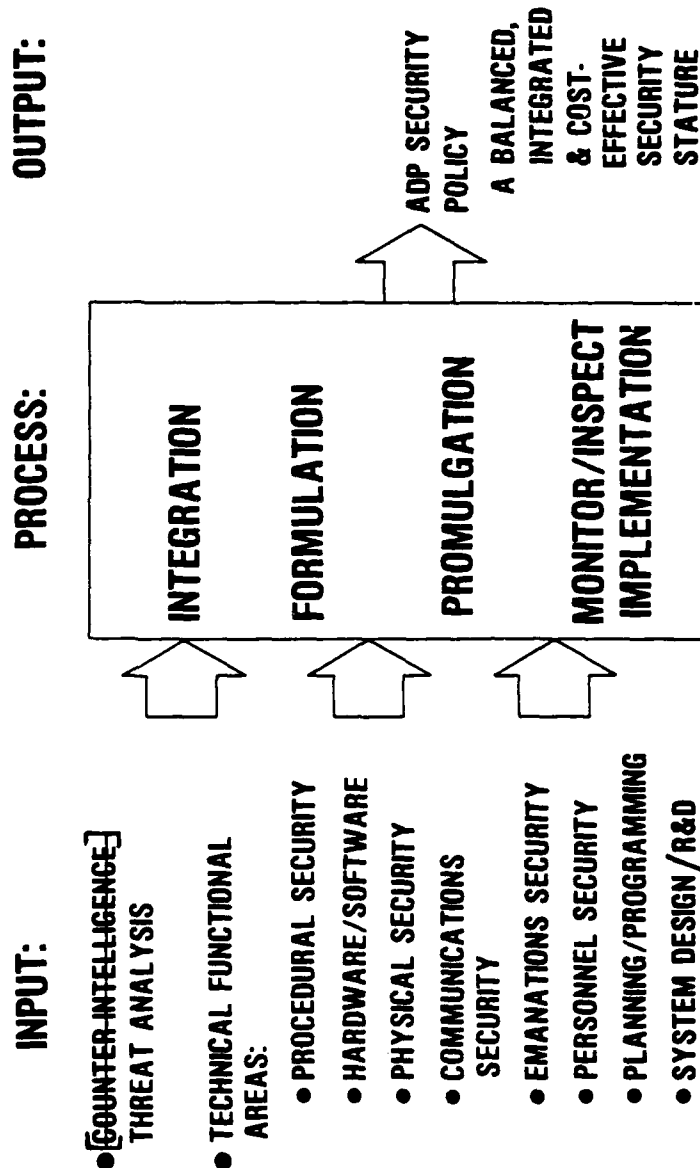 INPUT:
● [COUNTER INTELLIGENCE]
THREAT ANALYSIS
● TECHNICAL FUNCTIONAL
AREAS:
● PROCEDURAL SECURITY
● HARDWARE/SOFTWARE
● PHYSICAL SECURITY
● COMMUNICATIONS
SECURITY
● EMANATIONS SECURITY
● PERSONNEL SECURITY
● PLANNING/PROGRAMMING
● SYSTEM DESIGN/R&D
PROCESS:
INTEGRATION
FORMULATION
PROMULGATION
MONITOR/INSPECT
IMPLEMENTATION
OUTPUT:
ADP SECURITY
POLICY
A BALANCED,
INTEGRATED
& COST-
EFFECTIVE
SECURITY
STATURE